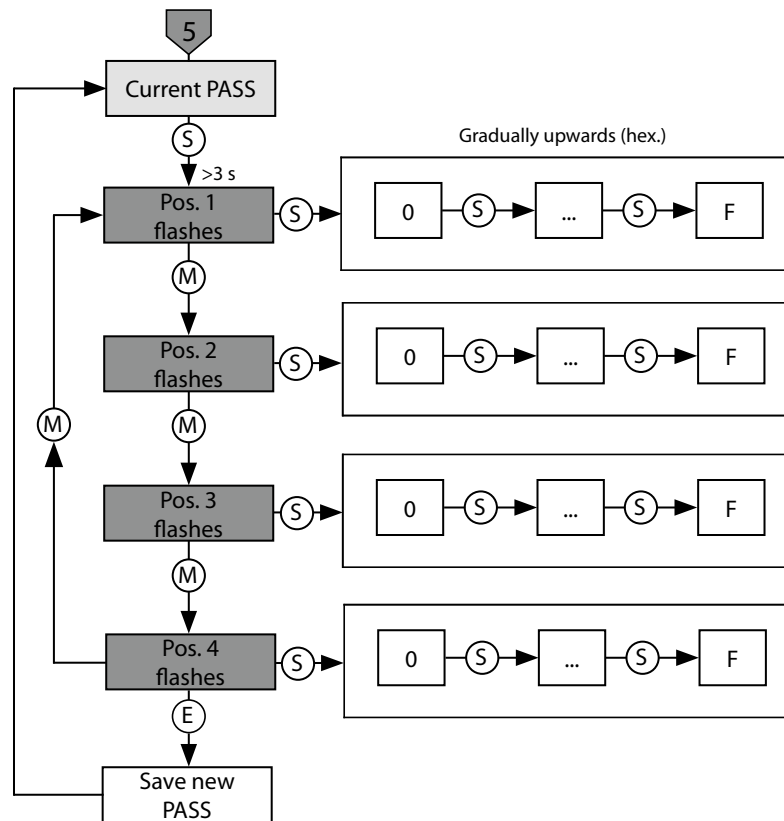 5
Current PASS
S
>3 s
Gradually upwards (hex.)
Pos. 1
flashes
S
0 S ... S F
M
Pos. 2
flashes
S
0 S ... S F
M
M
Pos. 3
flashes
S
0 S ... S F
M
Pos. 4
flashes
S
0 S ... S F
E
Save new
PASS